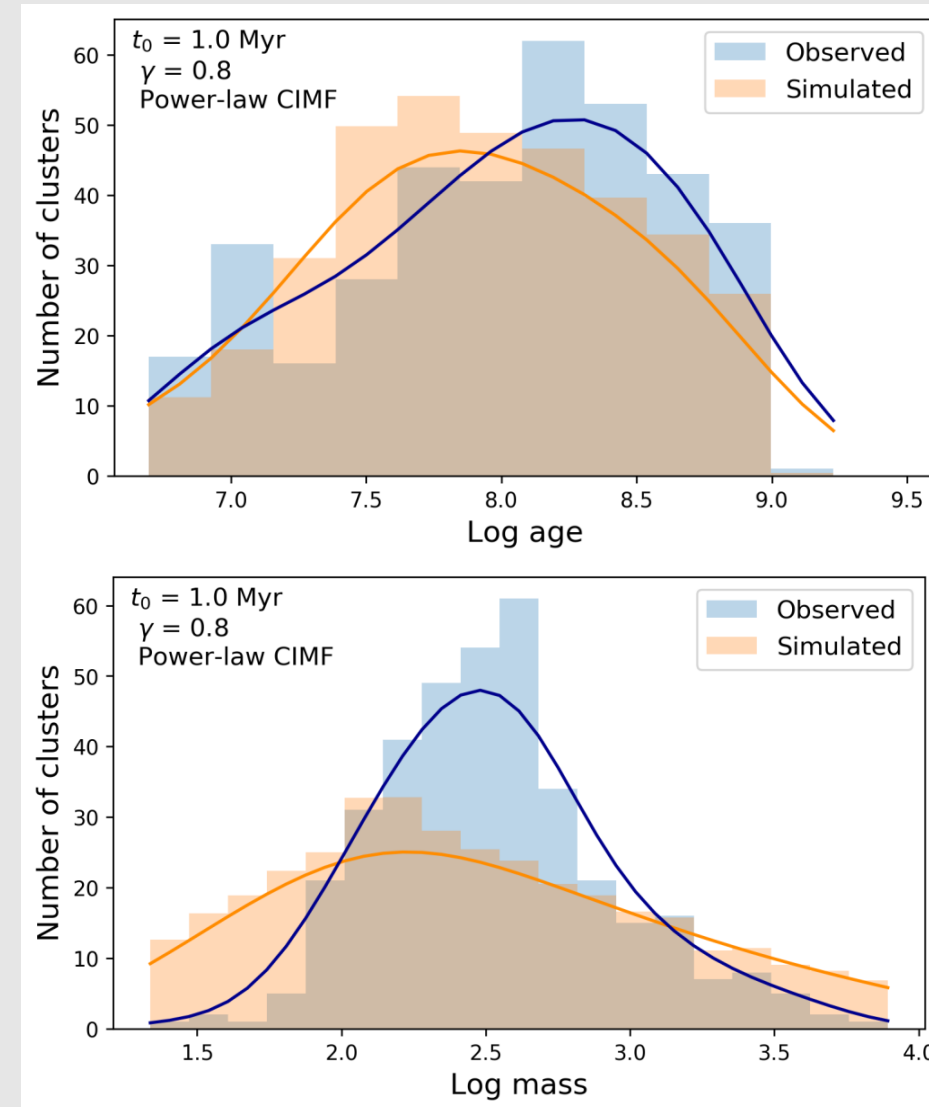 t₀ = 1.0 Myr
γ = 0.8
Power-law CIMF
Observed
Simulated
Number of clusters
60
50
40
30
20
10
0
7.0 7.5 8.0 8.5 9.0 9.5
Log age
t₀ = 1.0 Myr
γ = 0.8
Power-law CIMF
Observed
Simulated
Number of clusters
60
50
40
30
20
10
0
1.5 2.0 2.5 3.0 3.5 4.0
Log mass